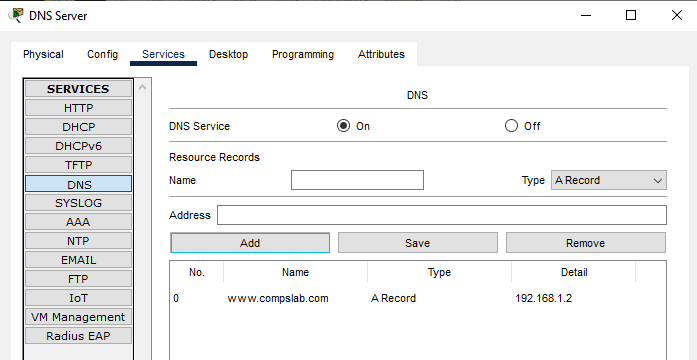 DNS Server
Physical Config Services Desktop Programming Attributes
SERVICES
HTTP
DHCP
DHCPv6
TFTP
DNS
SYSLOG
AAA
NTP
EMAIL
FTP
IoT
VM Management
Radius EAP
DNS
DNS Service On Off
Resource Records
Name Type A Record
Address
Add Save Remove
No. Name Type Detail
0 www.compslab.com A Record 192.168.1.2